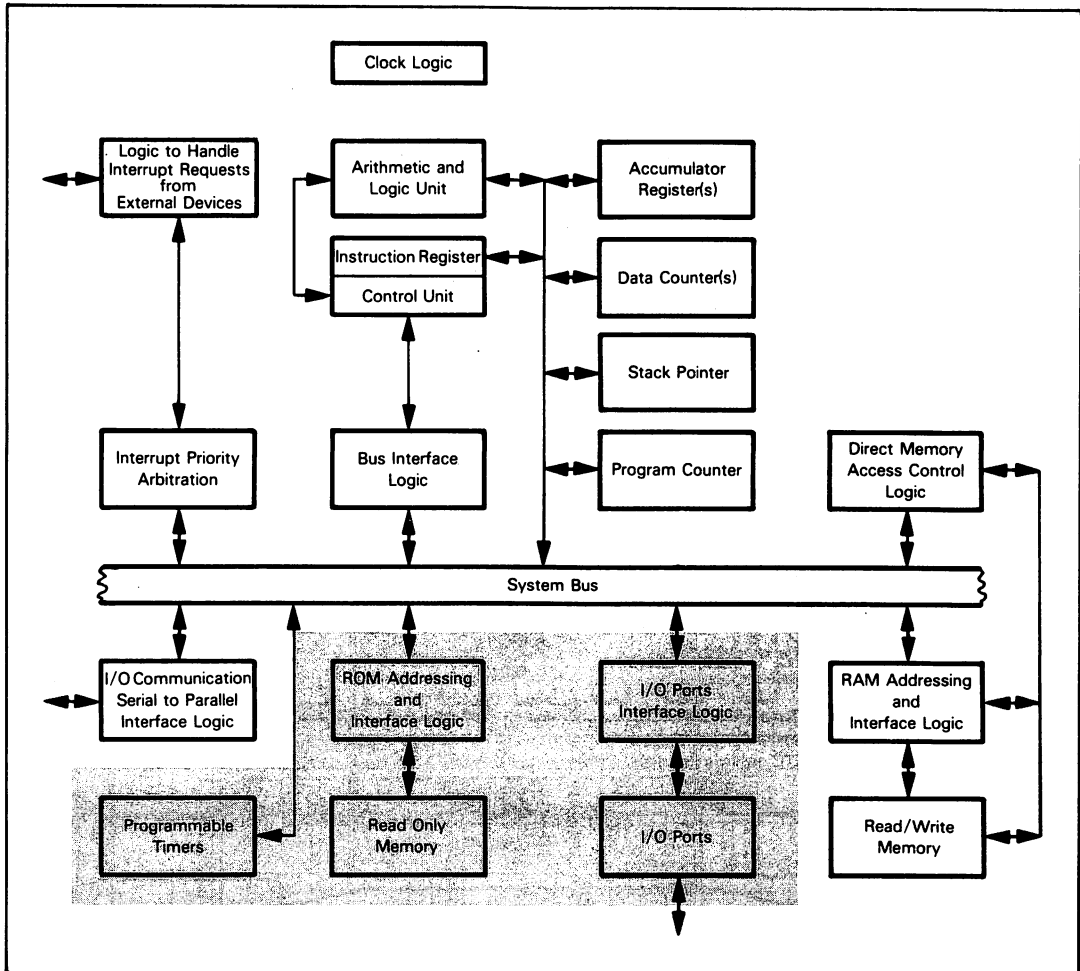 Clock Logic
Logic to Handle
Interrupt Requests
from
External Devices
Arithmetic and
Logic Unit
Accumulator
Register(s)
Instruction Register
Control Unit
Data Counter(s)
Stack Pointer
Interrupt Priority
Arbitration
Bus Interface
Logic
Program Counter
Direct Memory
Access Control
Logic
System Bus
I/O Communication
Serial to Parallel
Interface Logic
ROM Addressing
and
Interface Logic
I/O Ports
Interface Logic
RAM Addressing
and
Interface Logic
Programmable
Timers
Read Only
Memory
I/O Ports
Read/Write
Memory